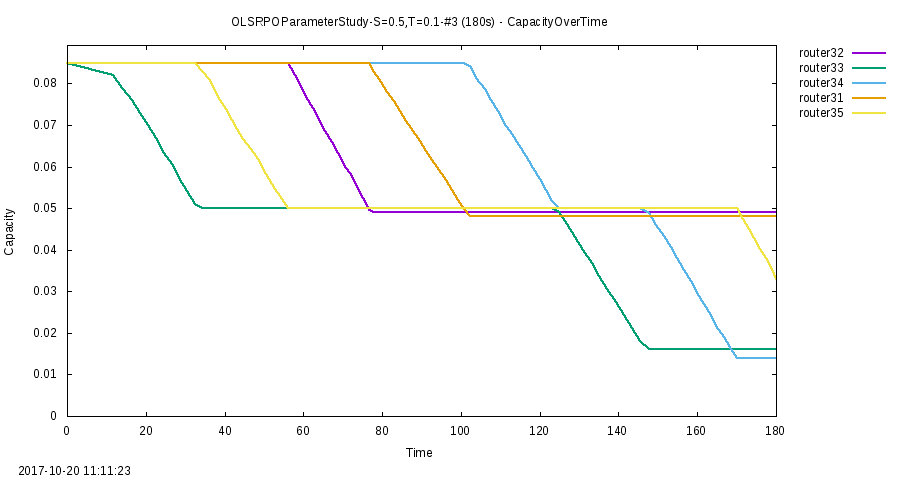 OLSRPOParameterStudy-S=0.5,T=0.1-#3 (180s) - CapacityOverTime
router32
router33
router34
router31
router35
0.08
0.07
0.06
0.05
0.04
0.03
0.02
0.01
0
Capacity
0 20 40 60 80 100 120 140 160 180
Time
2017-10-20 11:11:23